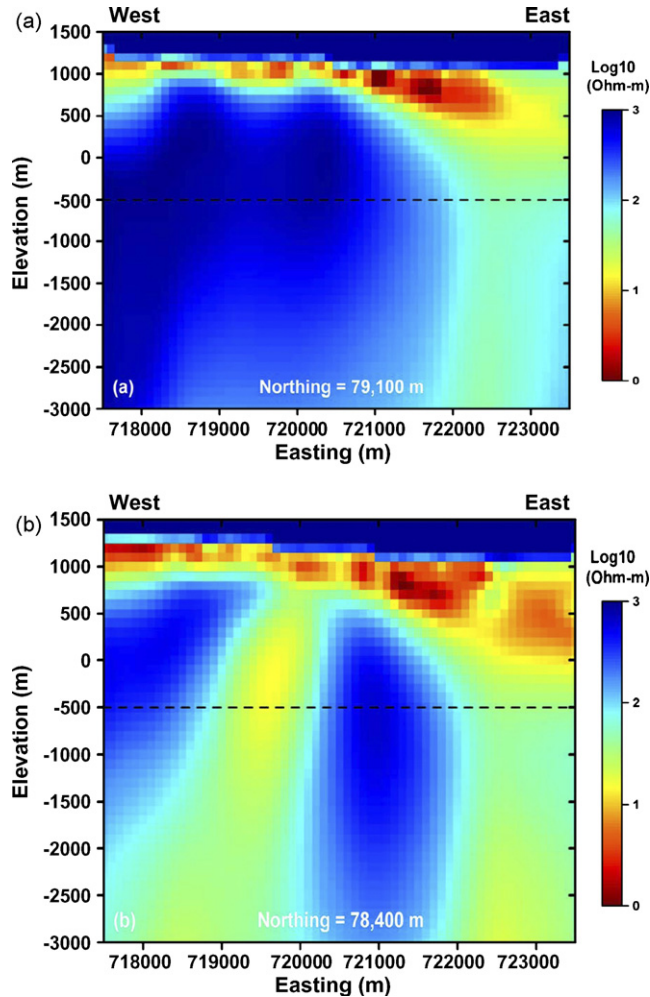 (a)
West East
1500
1000
500
0
-500
-1000
-1500
-2000
-2500
-3000
Elevation (m)
(a)
Northing = 79,100 m
718000 719000 720000 721000 722000 723000
Easting (m)
Log10
(Ohm-m)
3
2
1
0
(b)
West East
1500
1000
500
0
-500
-1000
-1500
-2000
-2500
-3000
Elevation (m)
(b)
Northing = 78,400 m
718000 719000 720000 721000 722000 723000
Easting (m)
Log10
(Ohm-m)
3
2
1
0